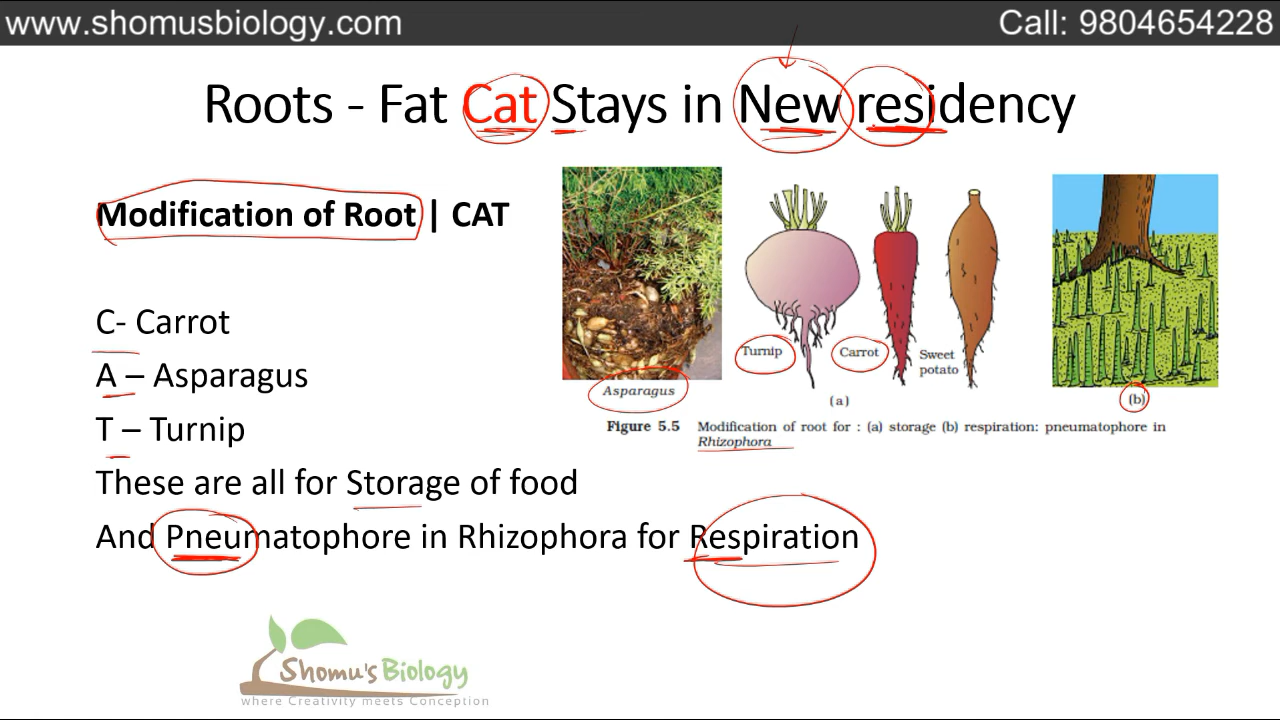 www.shomusbiology.com
Call: 9804654228
Roots - Fat Cat Stays in New residency
Modification of Root | CAT
C- Carrot
A – Asparagus
T – Turnip
These are all for Storage of food
And Pneumatophore in Rhizophora for Respiration
Asparagus
Turnip
Carrot
Sweet
potato
(a)
(b)
Figure 5.5 Modification of root for : (a) storage (b) respiration: pneumatophore in
Rhizophora
Shomu's Biology
where Creativity meets Conception